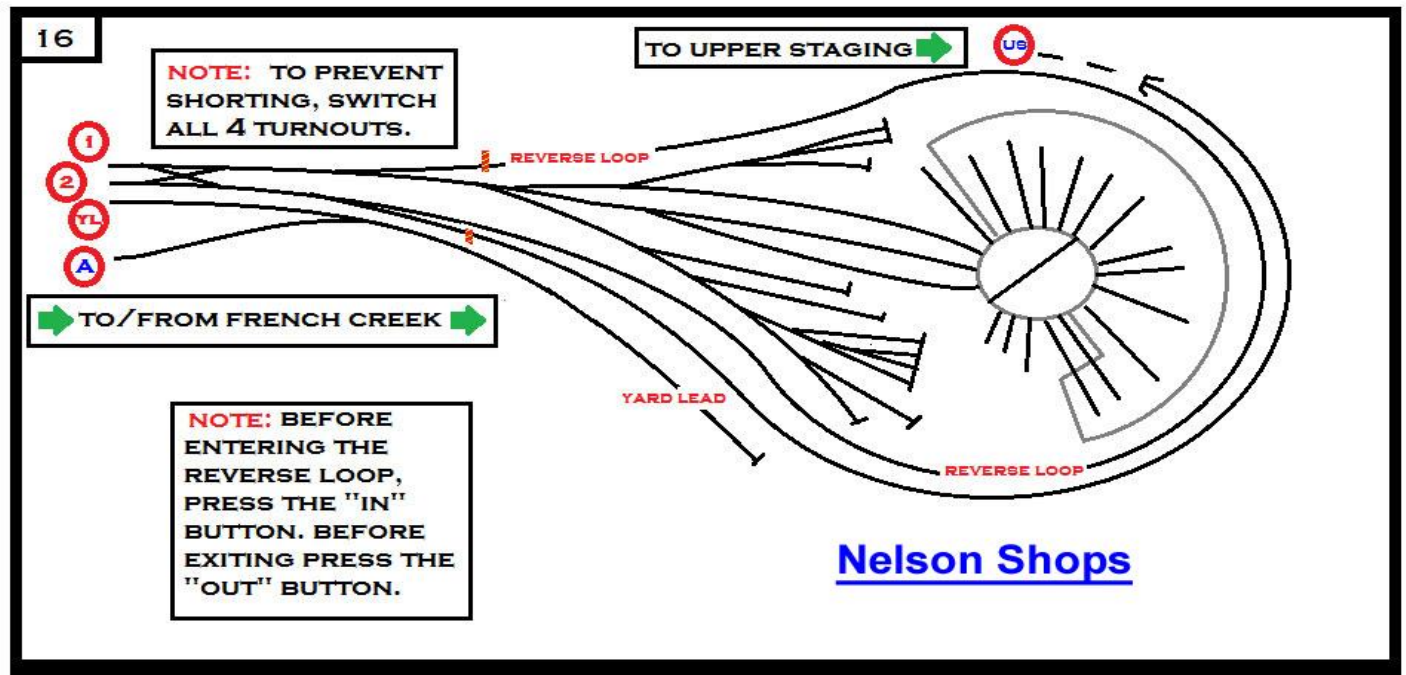 16
NOTE: TO PREVENT
SHORTING, SWITCH
ALL 4 TURNOUTS.
TO UPPER STAGING
US
1
2
YL
A
REVERSE LOOP
TO/FROM FRENCH CREEK
YARD LEAD
NOTE: BEFORE
ENTERING THE
REVERSE LOOP,
PRESS THE "IN"
BUTTON. BEFORE
EXITING PRESS THE
"OUT" BUTTON.
REVERSE LOOP
Nelson Shops